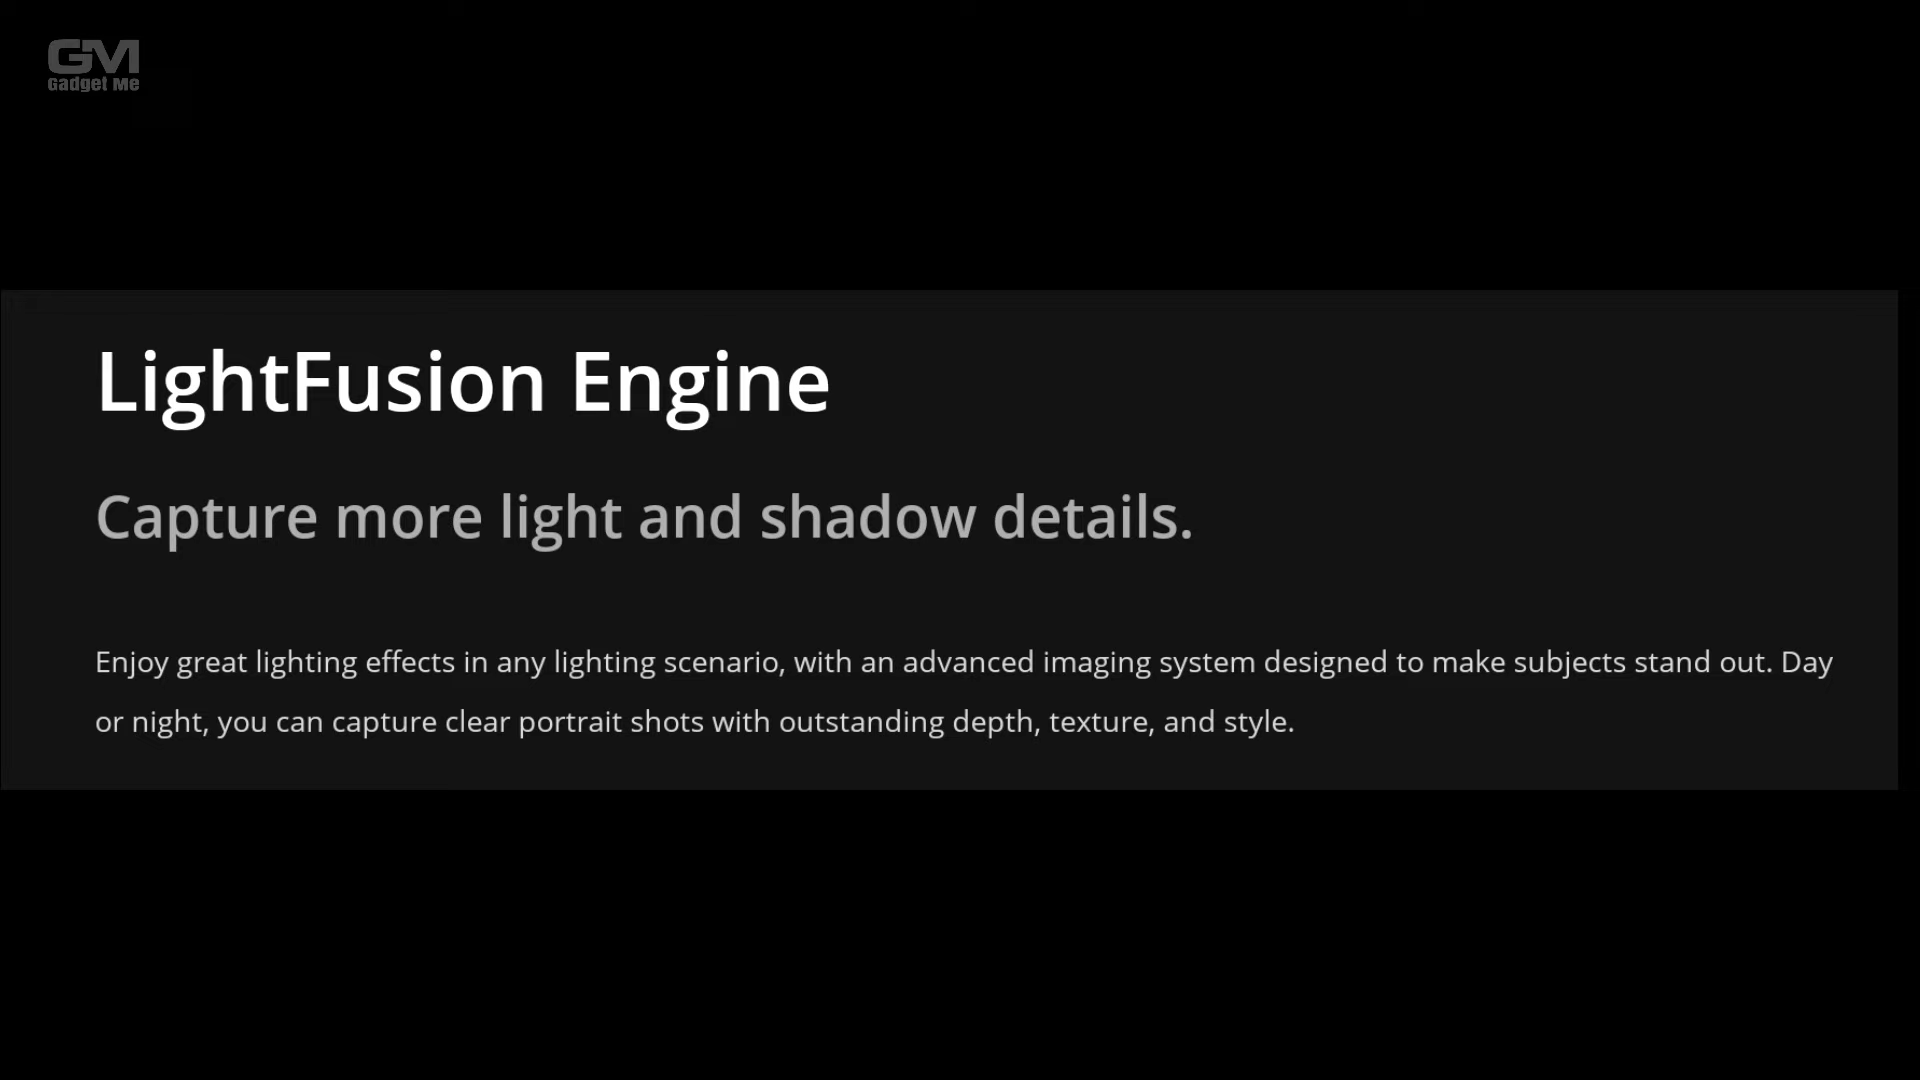 GM
Gadget Me
LightFusion Engine
Capture more light and shadow details.
Enjoy great lighting effects in any lighting scenario, with an advanced imaging system designed to make subjects stand out. Day
or night, you can capture clear portrait shots with outstanding depth, texture, and style.